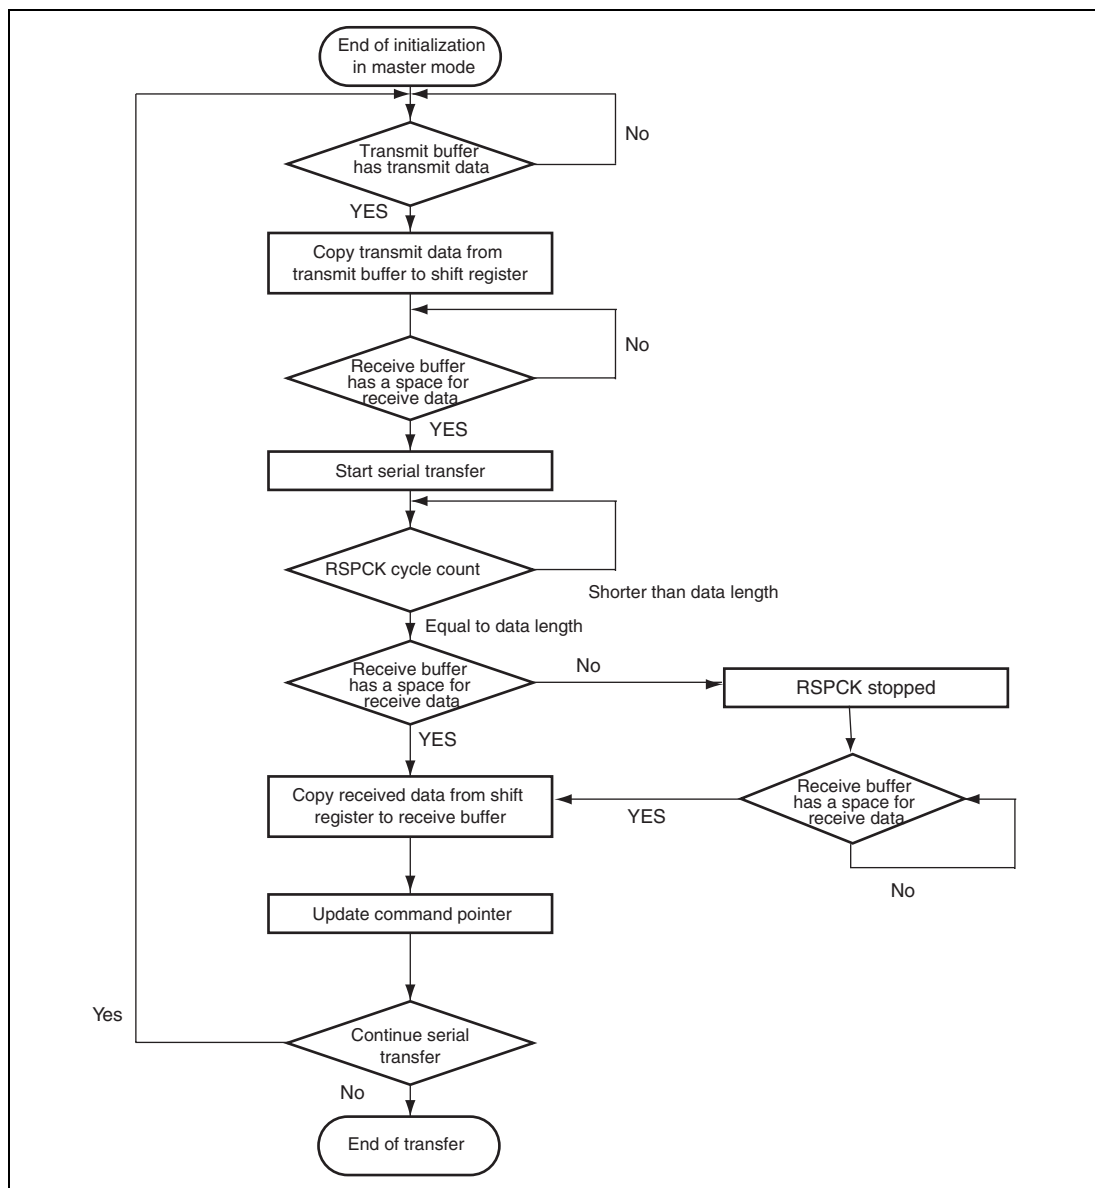 End of initialization
in master mode
No
Transmit buffer
has transmit data
YES
Copy transmit data from
transmit buffer to shift register
No
Receive buffer
has a space for
receive data
YES
Start serial transfer
RSPCK cycle count
Shorter than data length
Equal to data length
Receive buffer
has a space for
receive data
No
RSPCK stopped
YES
Receive buffer
has a space for
receive data
YES
No
Copy received data from shift
register to receive buffer
Update command pointer
Yes
Continue serial
transfer
No
End of transfer